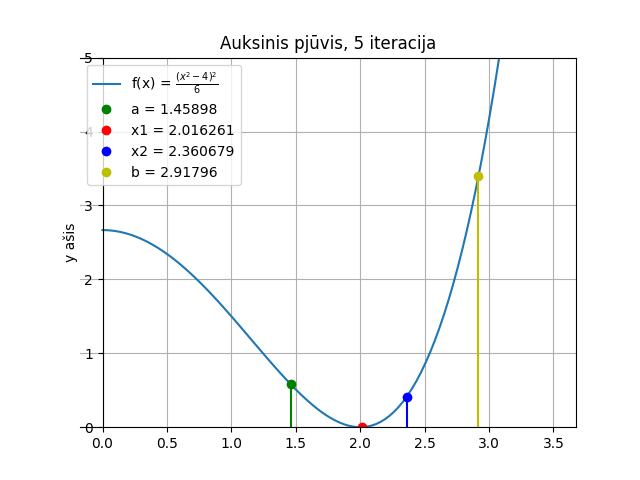 Auksinis pjūvis, 5 iteracija
f(x) = \frac{(x^2-4)^2}{6}
a = 1.45898
x1 = 2.016261
x2 = 2.360679
b = 2.91796
y ašis
5
4
3
2
1
0
0.0 0.5 1.0 1.5 2.0 2.5 3.0 3.5